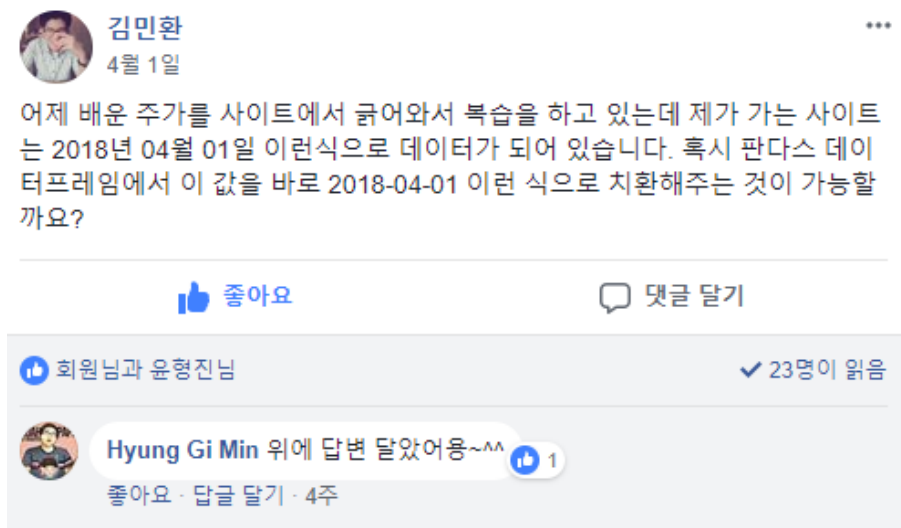 김민환
4월 1일
어제 배운 주가를 사이트에서 긁어와서 복습을 하고 있는데 제가 가는 사이트
는 2018년 04월 01일 이런식으로 데이터가 되어 있습니다. 혹시 판다스 데이
터프레임에서 이 값을 바로 2018-04-01 이런 식으로 치환해주는 것이 가능할
까요?
좋아요 댓글 달기
회원님과 윤형진님 23명이 읽음
Hyung Gi Min 위에 답변 달았어용~^^ 1
좋아요 · 답글 달기 · 4주